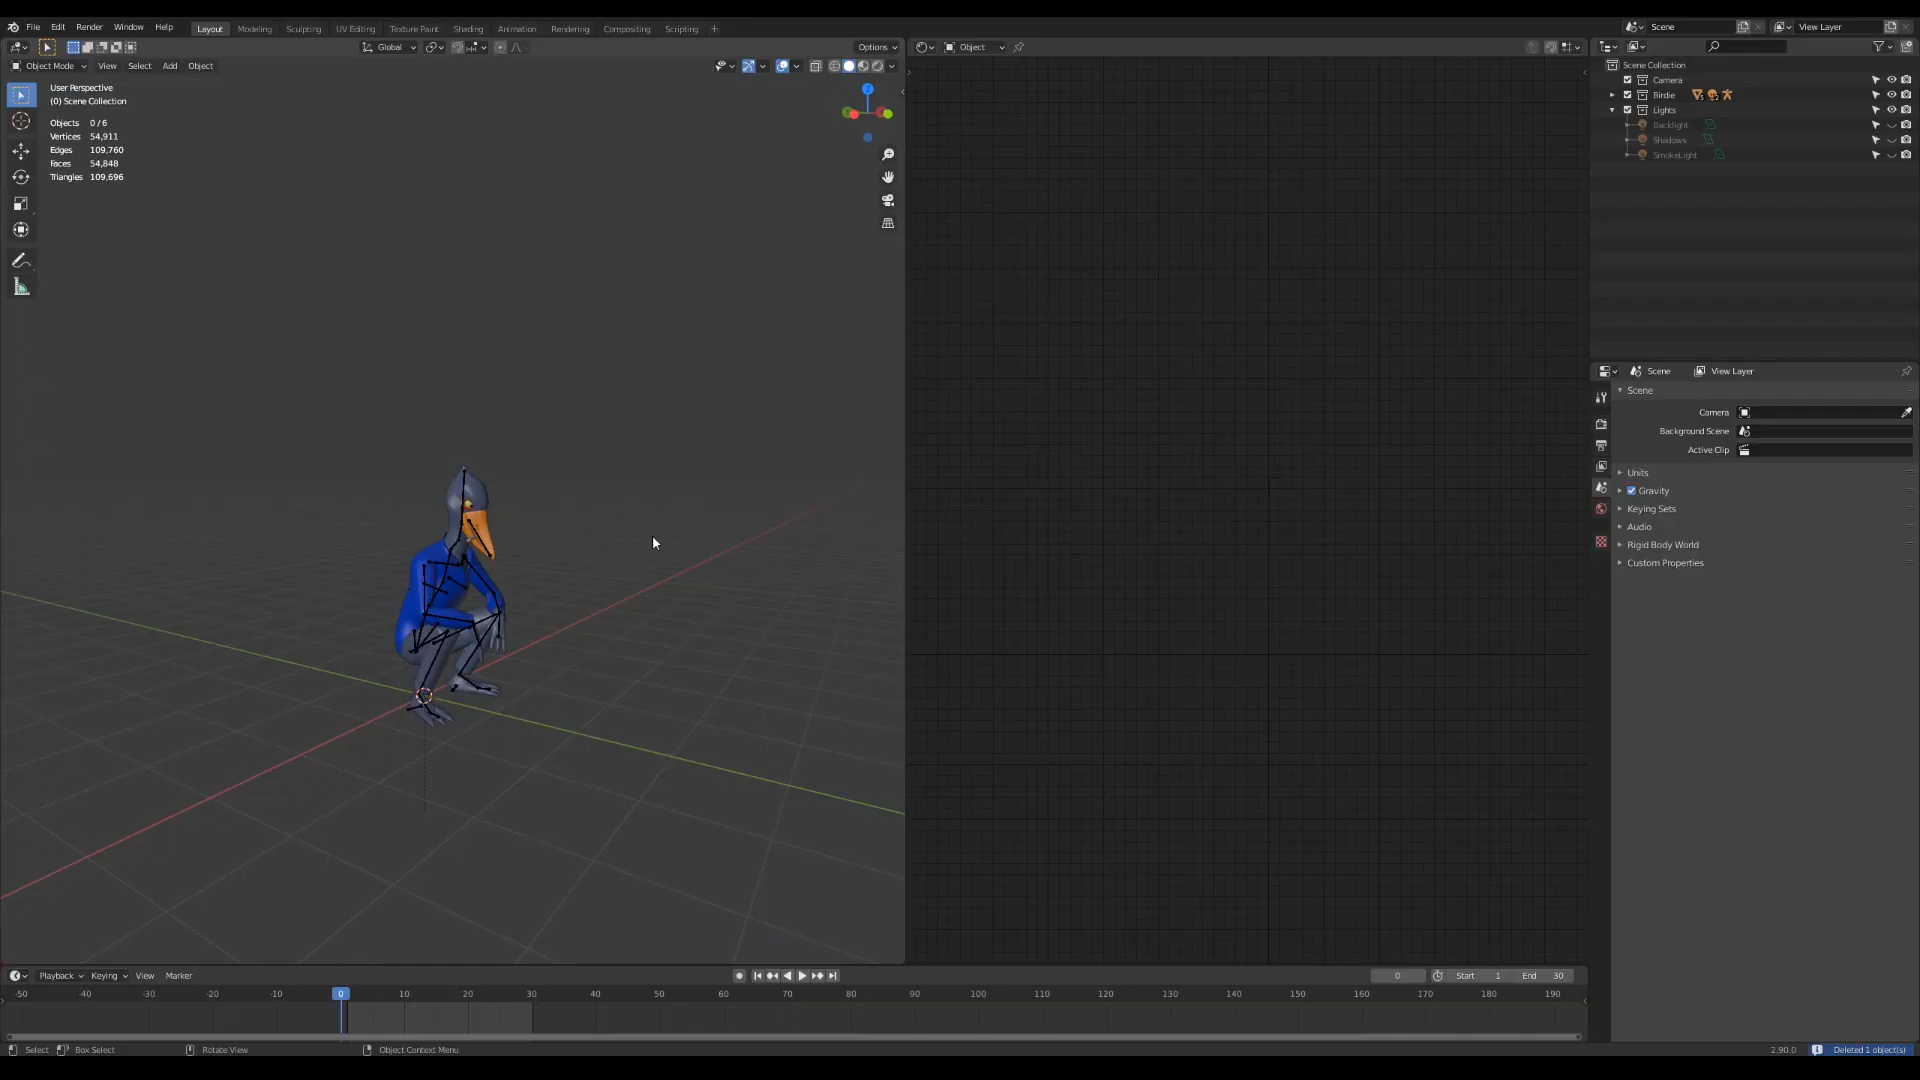 File Edit Render Window Help Layout Modeling Sculpting UV Editing Texture Paint Shading Animation Rendering Compositing Scripting + Scene View Layer
Global Options Object
Object Mode View Select Add Object
User Perspective
(0) Scene Collection
Objects 0 / 6
Vertices 54,911
Edges 109,760
Faces 54,848
Triangles 109,696
Scene Collection
Camera
Birdie
Lights
Backlight
Shadows
SmokeLight
Scene View Layer
Scene
Camera
Background Scene
Active Clip
Units
Gravity
Keying Sets
Audio
Rigid Body World
Custom Properties
Playback Keying View Marker 0 Start 1 End 30
-50 -40 -30 -20 -10 0 10 20 30 40 50 60 70 80 90 100 110 120 130 140 150 160 170 180 190
Select Box Select Rotate View Object Context Menu 2.90.0 Deleted 1 object(s)